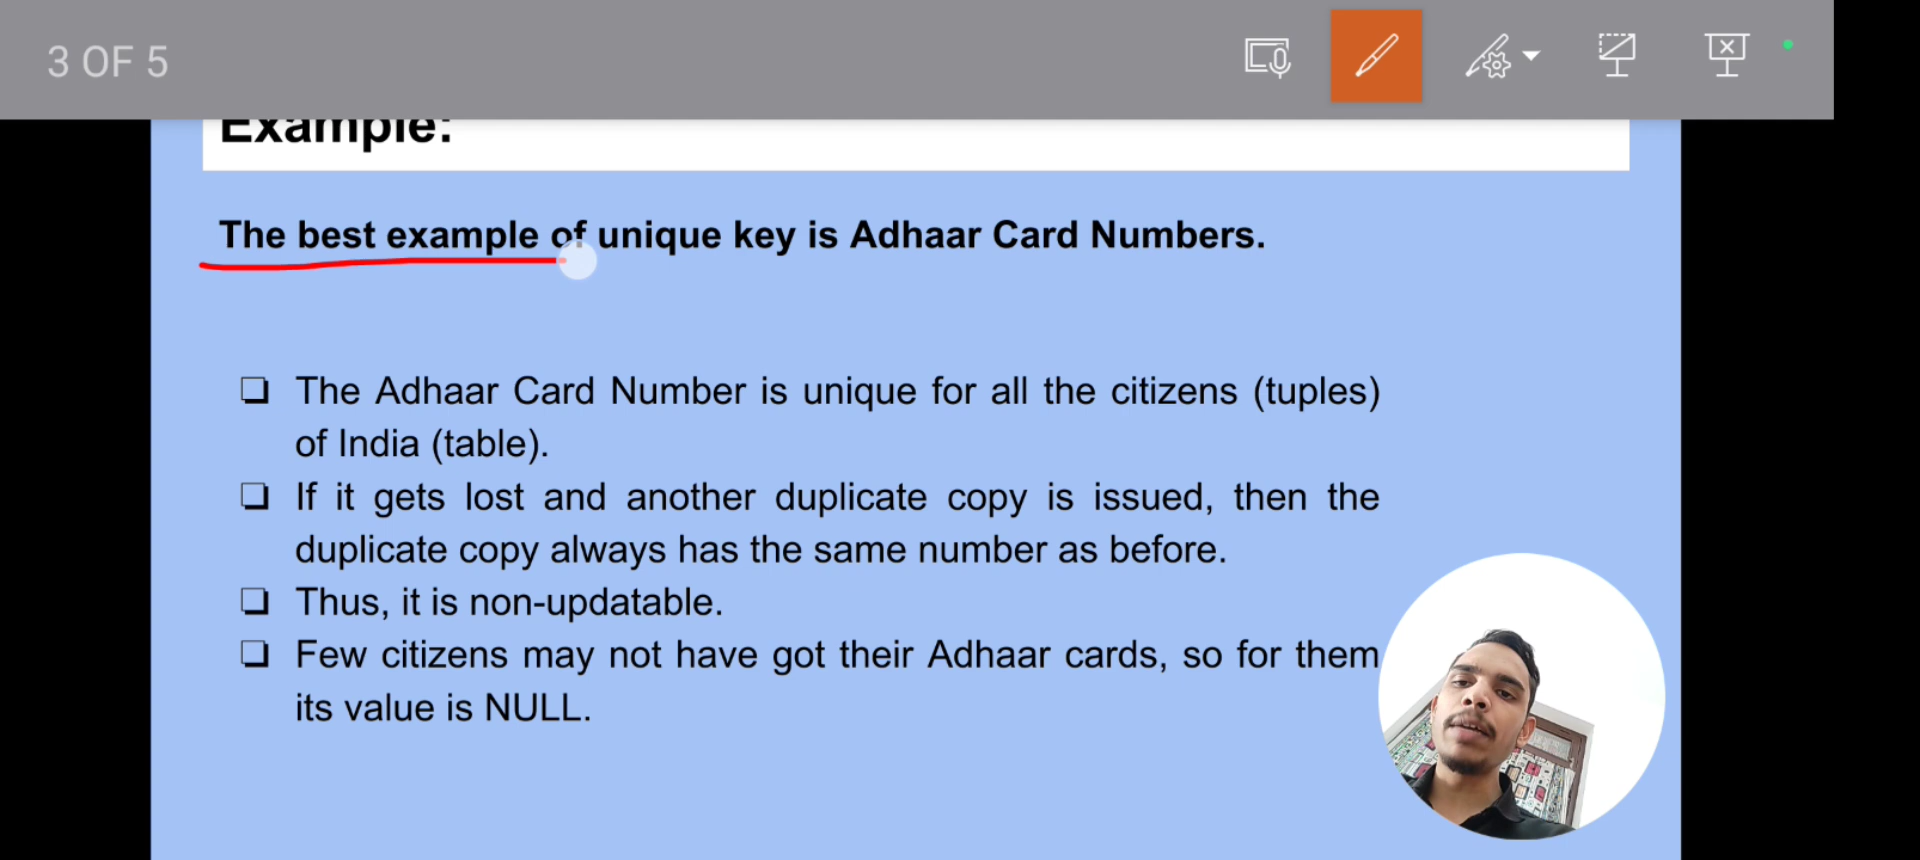 3 OF 5
Example:
The best example of unique key is Adhaar Card Numbers.
❑ The Adhaar Card Number is unique for all the citizens (tuples)
of India (table).
❑ If it gets lost and another duplicate copy is issued, then the
duplicate copy always has the same number as before.
❑ Thus, it is non-updatable.
❑ Few citizens may not have got their Adhaar cards, so for them
its value is NULL.